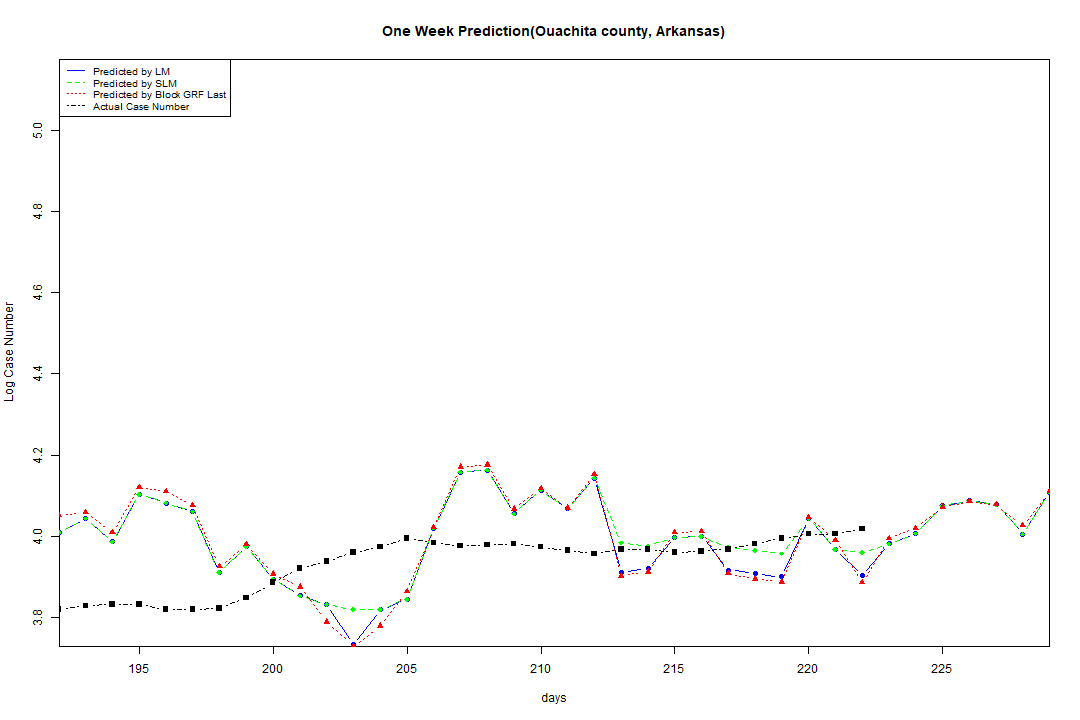 One Week Prediction(Ouachita county, Arkansas)
Predicted by LM
Predicted by SLM
Predicted by Block GRF Last
Actual Case Number
5.0
4.8
4.6
4.4
4.2
4.0
3.8
Log Case Number
195 200 205 210 215 220 225
days